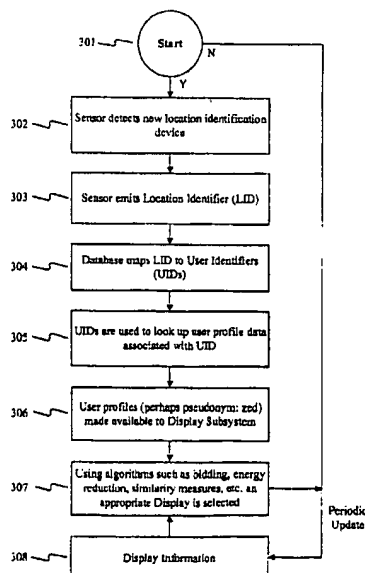 301
Start
N
Y
302
Sensor detects new location identification
device
303
Sensor emits Location Identifier (LID)
304
Database maps LID to User Identifiers
(UIDs)
305
UIDs are used to look up user profile data
associated with UID
306
User profiles (perhaps pseudonym: zed)
made available to Display Subsystem
307
Using algorithms such as bidding, energy
reduction, similarity measures, etc. an
appropriate Display is selected
Periodic
Update
308
Display Information